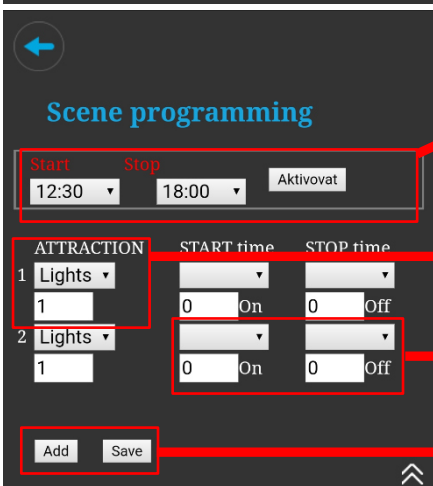 Scene programming
Start Stop
12:30 18:00 Aktivovat
ATTRACTION START time STOP time
1 Lights
1 0 On 0 Off
2 Lights
1 0 On 0 Off
Add Save